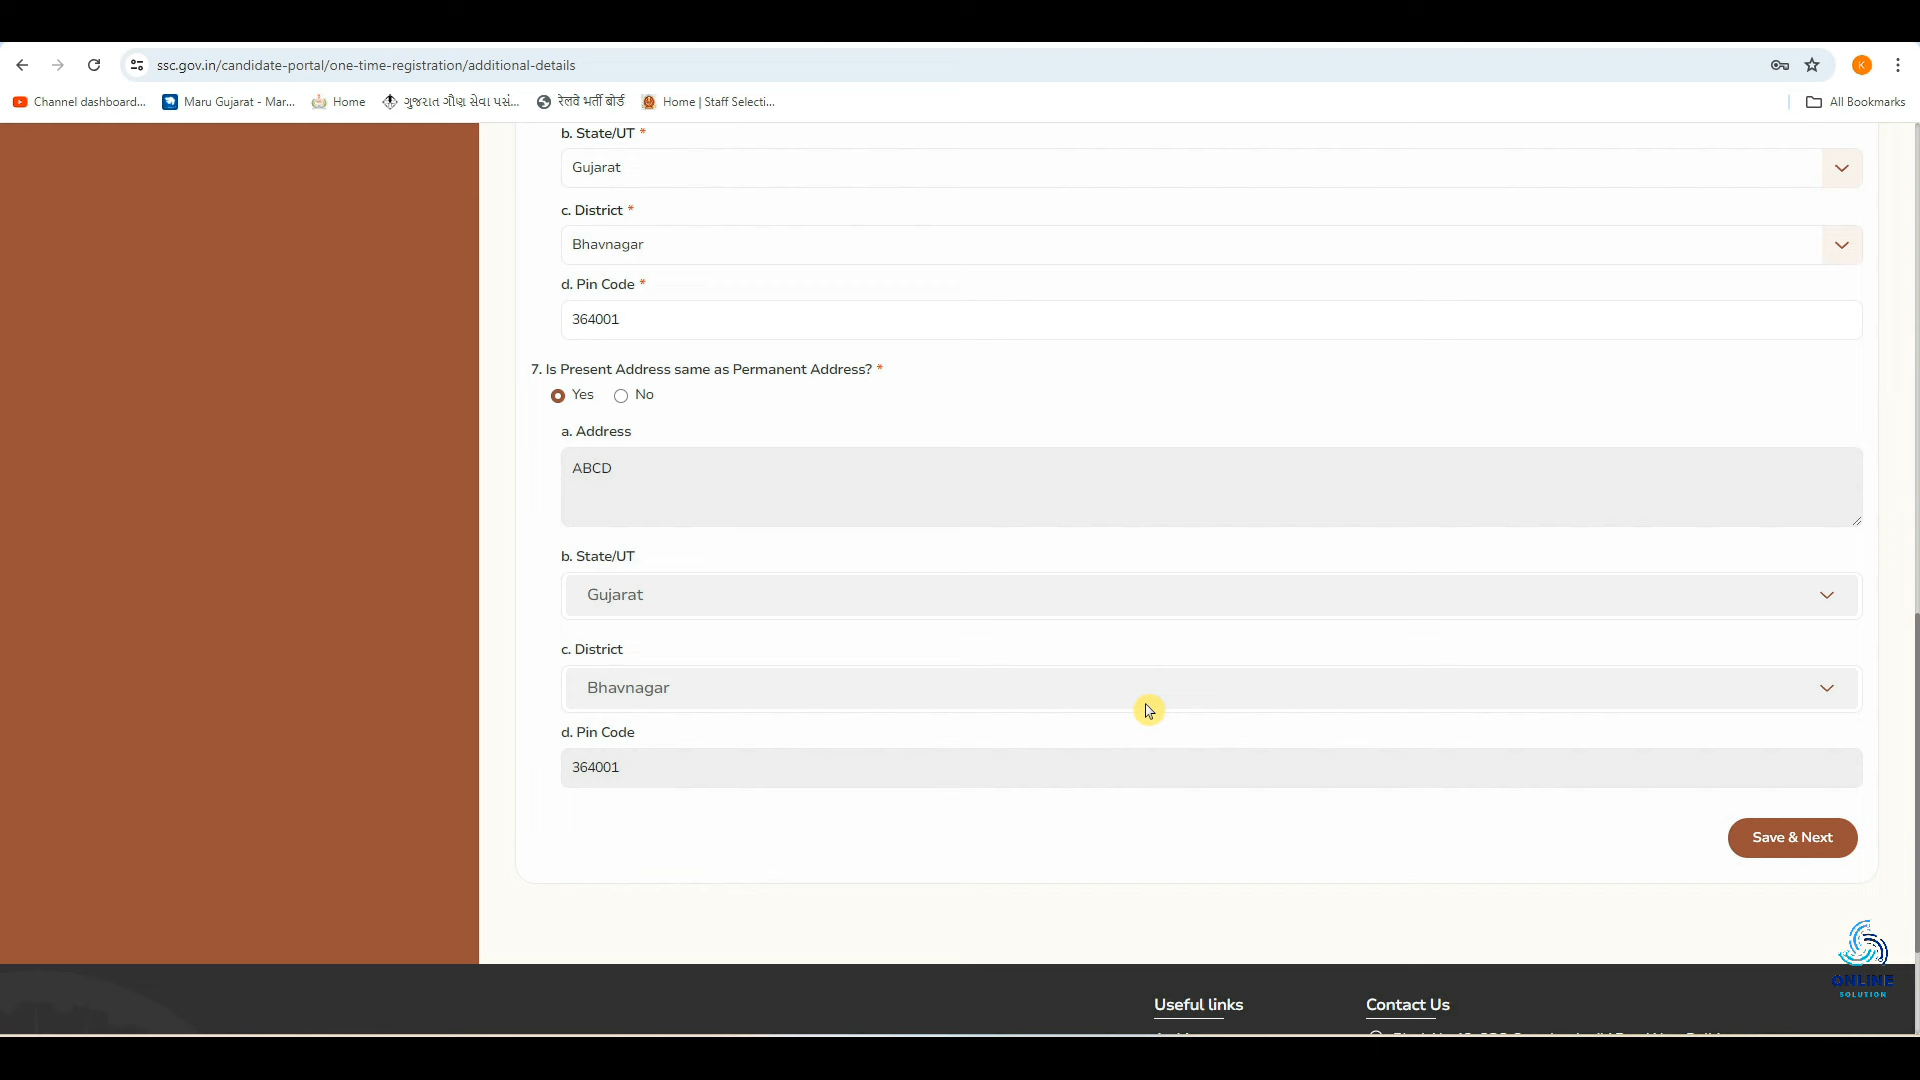 ssc.gov.in/candidate-portal/one-time-registration/additional-details
K
Channel dashboard...
Maru Gujarat - Mar...
Home
ગુજરાત ગૌણ સેવા પસં...
रेलवे भर्ती बोर्ड
Home | Staff Selecti...
All Bookmarks
b. State/UT *
Gujarat
c. District *
Bhavnagar
d. Pin Code *
364001
7. Is Present Address same as Permanent Address? *
Yes No
a. Address
ABCD
b. State/UT
Gujarat
c. District
Bhavnagar
d. Pin Code
364001
Save & Next
ONLINE
SOLUTION
Useful links
Contact Us